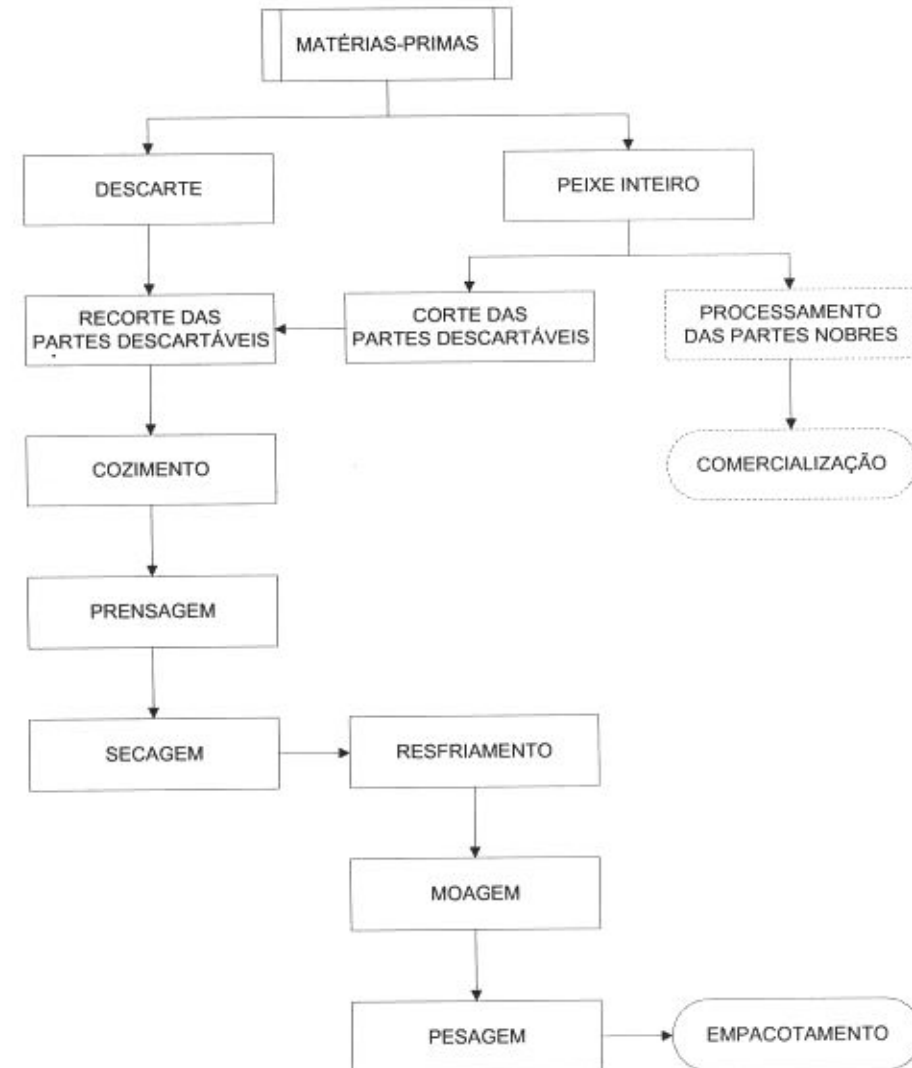 MATÉRIAS-PRIMAS
DESCARTE
PEIXE INTEIRO
RECORTE DAS
PARTES DESCARTÁVEIS
CORTE DAS
PARTES DESCARTÁVEIS
PROCESSAMENTO
DAS PARTES NOBRES
COZIMENTO
COMERCIALIZAÇÃO
PRENSAGEM
SECAGEM
RESFRIAMENTO
MOAGEM
PESAGEM
EMPACOTAMENTO